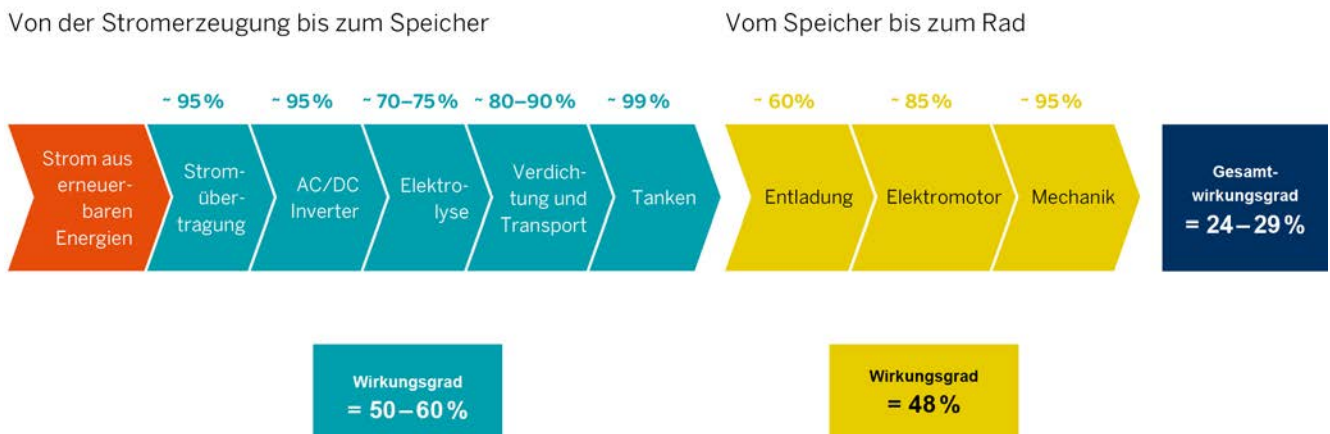 Von der Stromerzeugung bis zum Speicher
Vom Speicher bis zum Rad
~ 95 %
~ 95 %
~ 70–75 %
~ 80–90 %
~ 99 %
~ 60%
~ 85 %
~ 95 %
Strom aus
erneuer-
baren
Energien
Strom-
über-
tragung
AC/DC
Inverter
Elektro-
lyse
Verdich-
tung und
Transport
Tanken
Entladung
Elektromotor
Mechanik
Gesamt-
wirkungsgrad
= 24 – 29 %
Wirkungsgrad
= 50 – 60 %
Wirkungsgrad
= 48 %